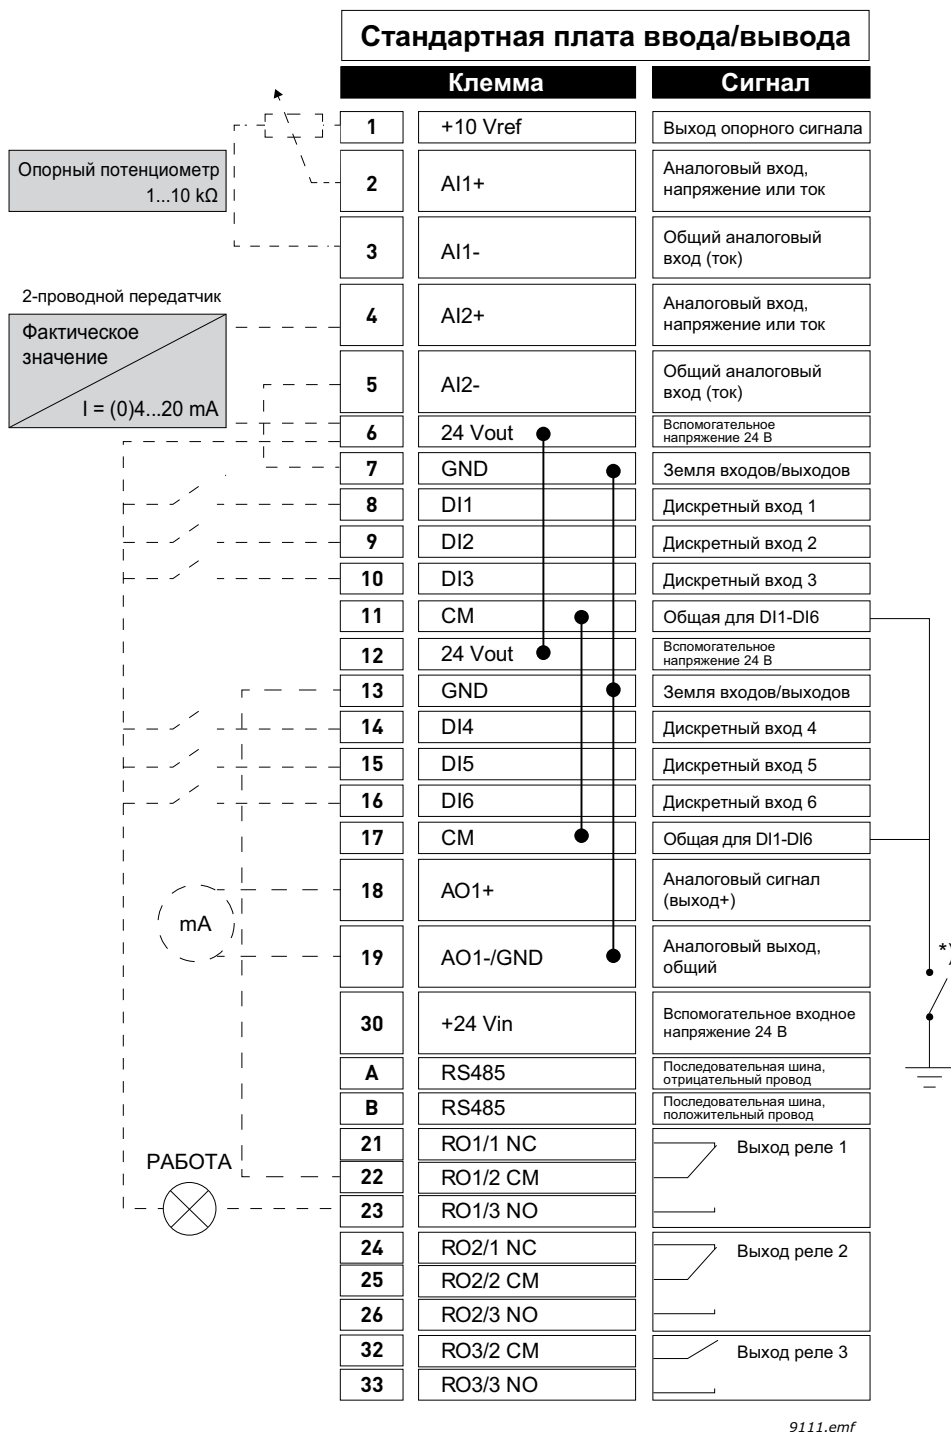 Стандартная плата ввода/вывода
Клемма Сигнал
1 +10 Vref Выход опорного сигнала
Опорный потенциометр
1...10 kΩ
2 AI1+ Аналоговый вход,
напряжение или ток
3 AI1- Общий аналоговый
вход (ток)
2-проводной передатчик
Фактическое
значение
I = (0)4...20 mA
4 AI2+ Аналоговый вход,
напряжение или ток
5 AI2- Общий аналоговый
вход (ток)
6 24 Vout Вспомогательное
напряжение 24 В
7 GND Земля входов/выходов
8 DI1 Дискретный вход 1
9 DI2 Дискретный вход 2
10 DI3 Дискретный вход 3
11 CM Общая для DI1-DI6
12 24 Vout Вспомогательное
напряжение 24 В
13 GND Земля входов/выходов
14 DI4 Дискретный вход 4
15 DI5 Дискретный вход 5
16 DI6 Дискретный вход 6
17 CM Общая для DI1-DI6
18 AO1+ Аналоговый сигнал
(выход+)
mA
19 AO1-/GND Аналоговый выход,
общий
*)
30 +24 Vin Вспомогательное входное
напряжение 24 В
A RS485 Последовательная шина,
отрицательный провод
B RS485 Последовательная шина,
положительный провод
21 RO1/1 NC Выход реле 1
РАБОТА
22 RO1/2 CM
23 RO1/3 NO
24 RO2/1 NC Выход реле 2
25 RO2/2 CM
26 RO2/3 NO
32 RO3/2 CM Выход реле 3
33 RO3/3 NO
9111.emf